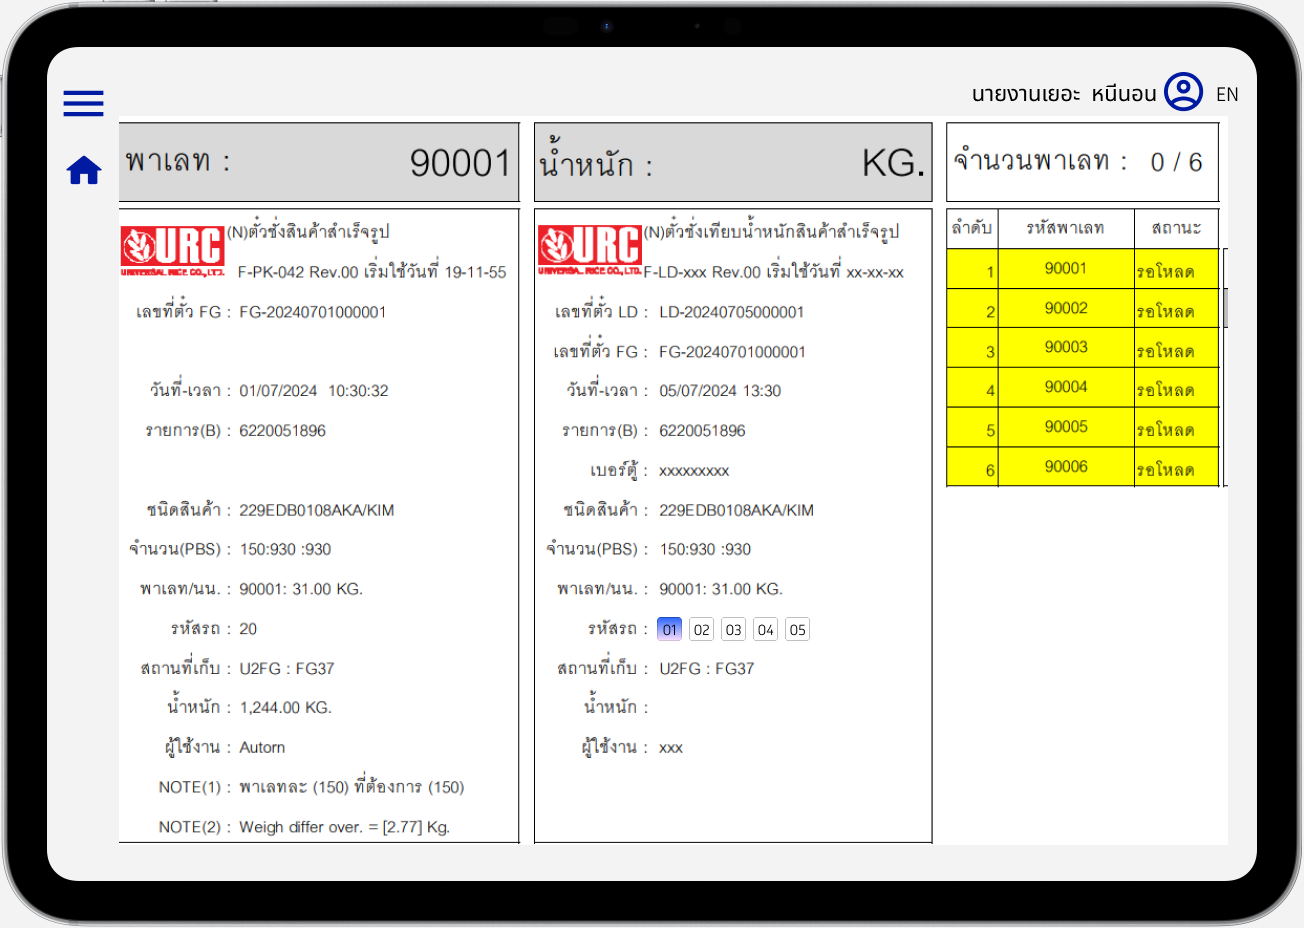 นายงานเยอะ หนีนอน EN
พาเลท : 90001
น้ำหนัก : KG.
จำนวนพาเลท : 0 / 6
URC
UNIVERSAL RICE CO., LTD.
(N)ตั๋วชั่งสินค้าสำเร็จรูป
F-PK-042 Rev.00 เริ่มใช้วันที่ 19-11-55
เลขที่ตั๋ว FG : FG-20240701000001
วันที่-เวลา : 01/07/2024 10:30:32
รายการ(B) : 6220051896
ชนิดสินค้า : 229EDB0108AKA/KIM
จำนวน(PBS) : 150:930 :930
พาเลท/นน. : 90001: 31.00 KG.
รหัสรถ : 20
สถานที่เก็บ : U2FG : FG37
น้ำหนัก : 1,244.00 KG.
ผู้ใช้งาน : Autorn
NOTE(1) : พาเลทละ (150) ที่ต้องการ (150)
NOTE(2) : Weigh differ over. = [2.77] Kg.
URC
UNIVERSAL RICE CO., LTD.
(N)ตั๋วชั่งเทียบน้ำหนักสินค้าสำเร็จรูป
F-LD-xxx Rev.00 เริ่มใช้วันที่ xx-xx-xx
เลขที่ตั๋ว LD : LD-20240705000001
เลขที่ตั๋ว FG : FG-20240701000001
วันที่-เวลา : 05/07/2024 13:30
รายการ(B) : 6220051896
เบอร์ตู้ : xxxxxxxxx
ชนิดสินค้า : 229EDB0108AKA/KIM
จำนวน(PBS) : 150:930 :930
พาเลท/นน. : 90001: 31.00 KG.
รหัสรถ : 01 02 03 04 05
สถานที่เก็บ : U2FG : FG37
น้ำหนัก :
ผู้ใช้งาน : xxx
ลำดับ รหัสพาเลท สถานะ
1 90001 รอโหลด
2 90002 รอโหลด
3 90003 รอโหลด
4 90004 รอโหลด
5 90005 รอโหลด
6 90006 รอโหลด